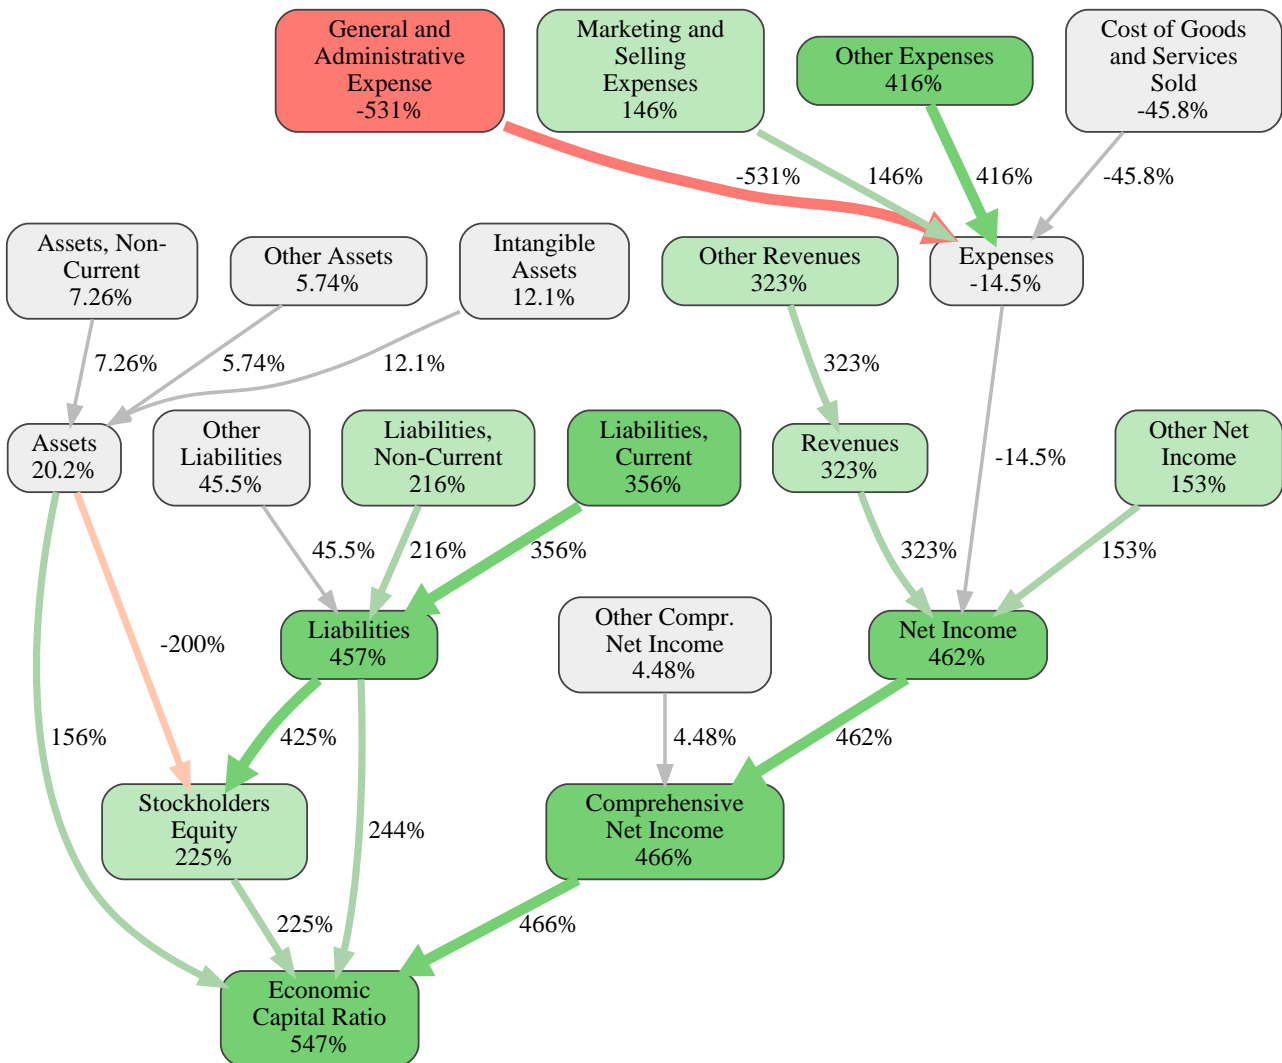 General and
Administrative
Expense
-531%
Marketing and
Selling
Expenses
146%
Other Expenses
416%
Cost of Goods
and Services
Sold
-45.8%
-531%
146%
416%
-45.8%
Assets, Non-
Current
7.26%
Other Assets
5.74%
Intangible
Assets
12.1%
Other Revenues
323%
Expenses
-14.5%
7.26%
5.74%
12.1%
323%
Assets
20.2%
Other
Liabilities
45.5%
Liabilities,
Non-Current
216%
Liabilities,
Current
356%
Revenues
323%
-14.5%
Other Net
Income
153%
45.5%
216%
356%
323%
153%
-200%
Liabilities
457%
Other Compr.
Net Income
4.48%
Net Income
462%
156%
425%
4.48%
462%
Stockholders
Equity
225%
244%
Comprehensive
Net Income
466%
225%
466%
Economic
Capital Ratio
547%